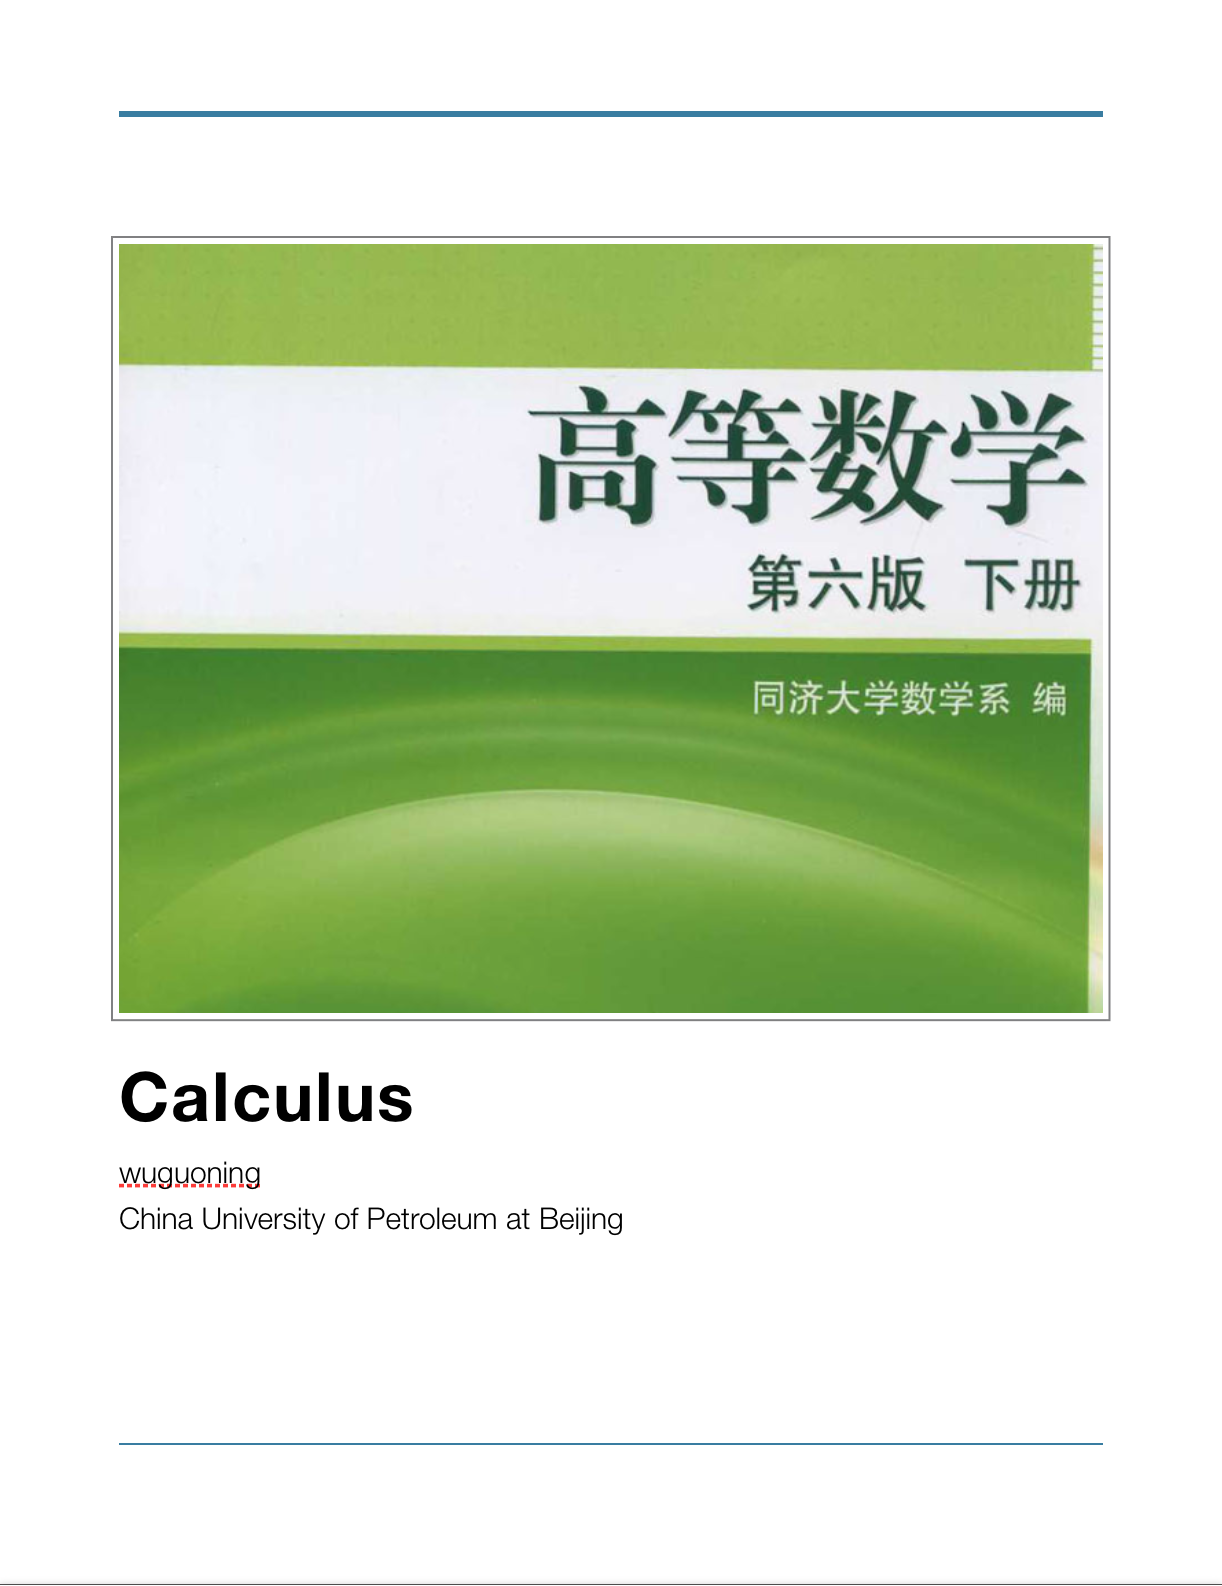 高等数学
第六版 下册
同济大学数学系 编
Calculus
wuguoning
China University of Petroleum at Beijing